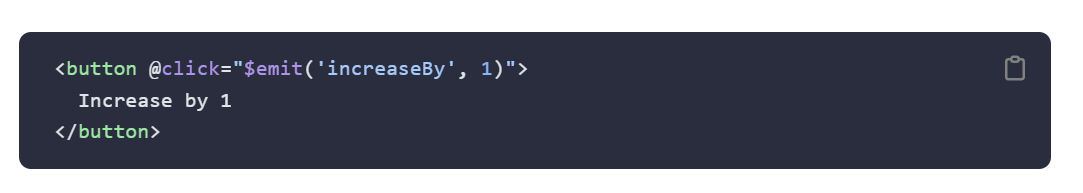 <button @click="$emit('increaseBy', 1)">
  Increase by 1
</button>